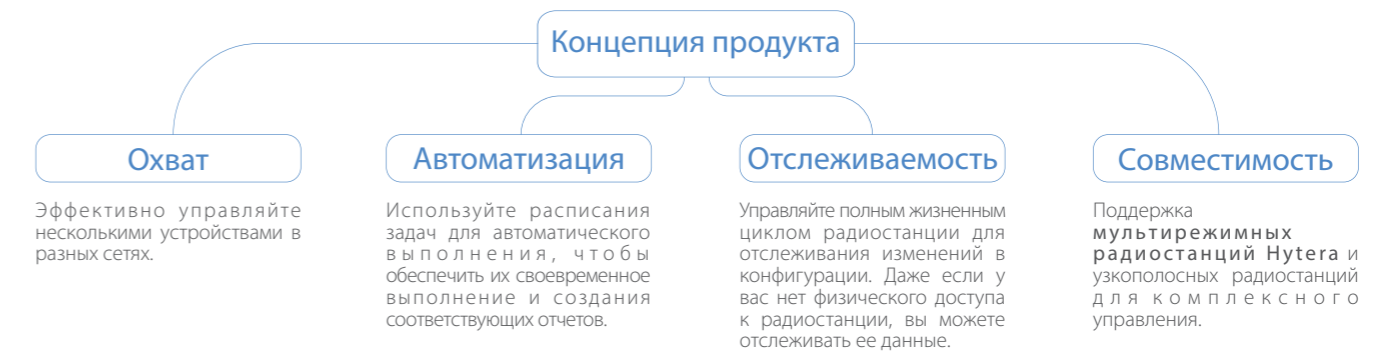 Концепция продукта
Охват
Эффективно управляйте
несколькими устройствами в
разных сетях.
Автоматизация
Используйте расписания
задач для автоматического
выполнения, чтобы
обеспечить их своевременное
выполнение и создания
соответствующих отчетов.
Отслеживаемость
Управляйте полным жизненным
циклом радиостанции для
отслеживания изменений в
конфигурации. Даже если у
вас нет физического доступа
к радиостанции, вы можете
отслеживать ее данные.
Совместимость
Поддержка
мультирежимных
радиостанций Hytera и
узкополосных радиостанций
для комплексного
управления.